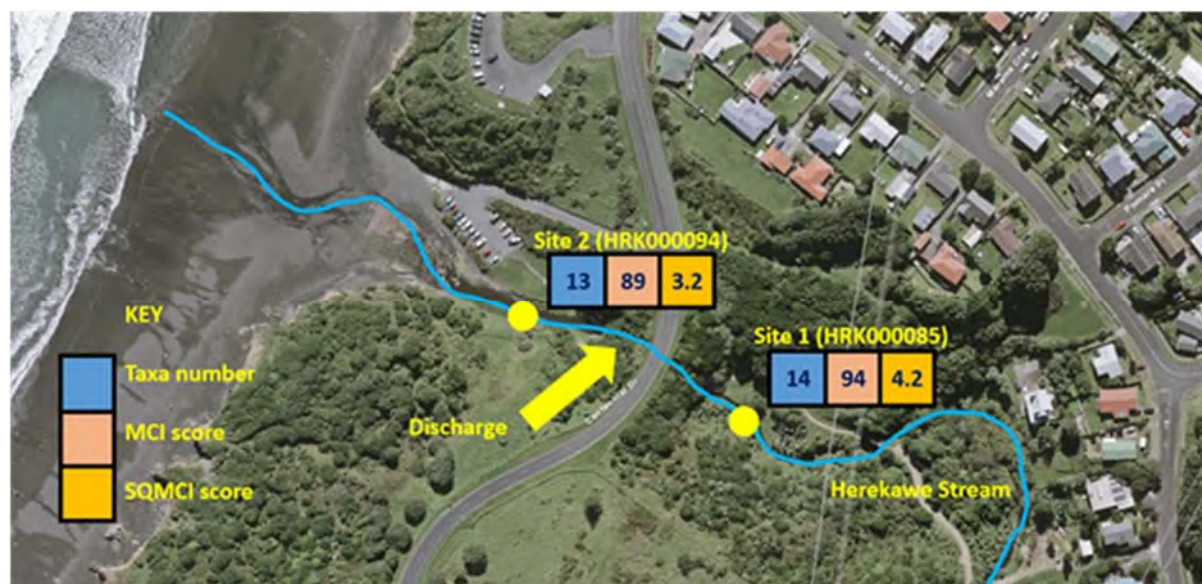 Site 2 (HRK000094)
13 89 3.2
Site 1 (HRK000085)
14 94 4.2
KEY
Taxa number
MCI score
SQMCI score
Discharge
Herekawe Stream